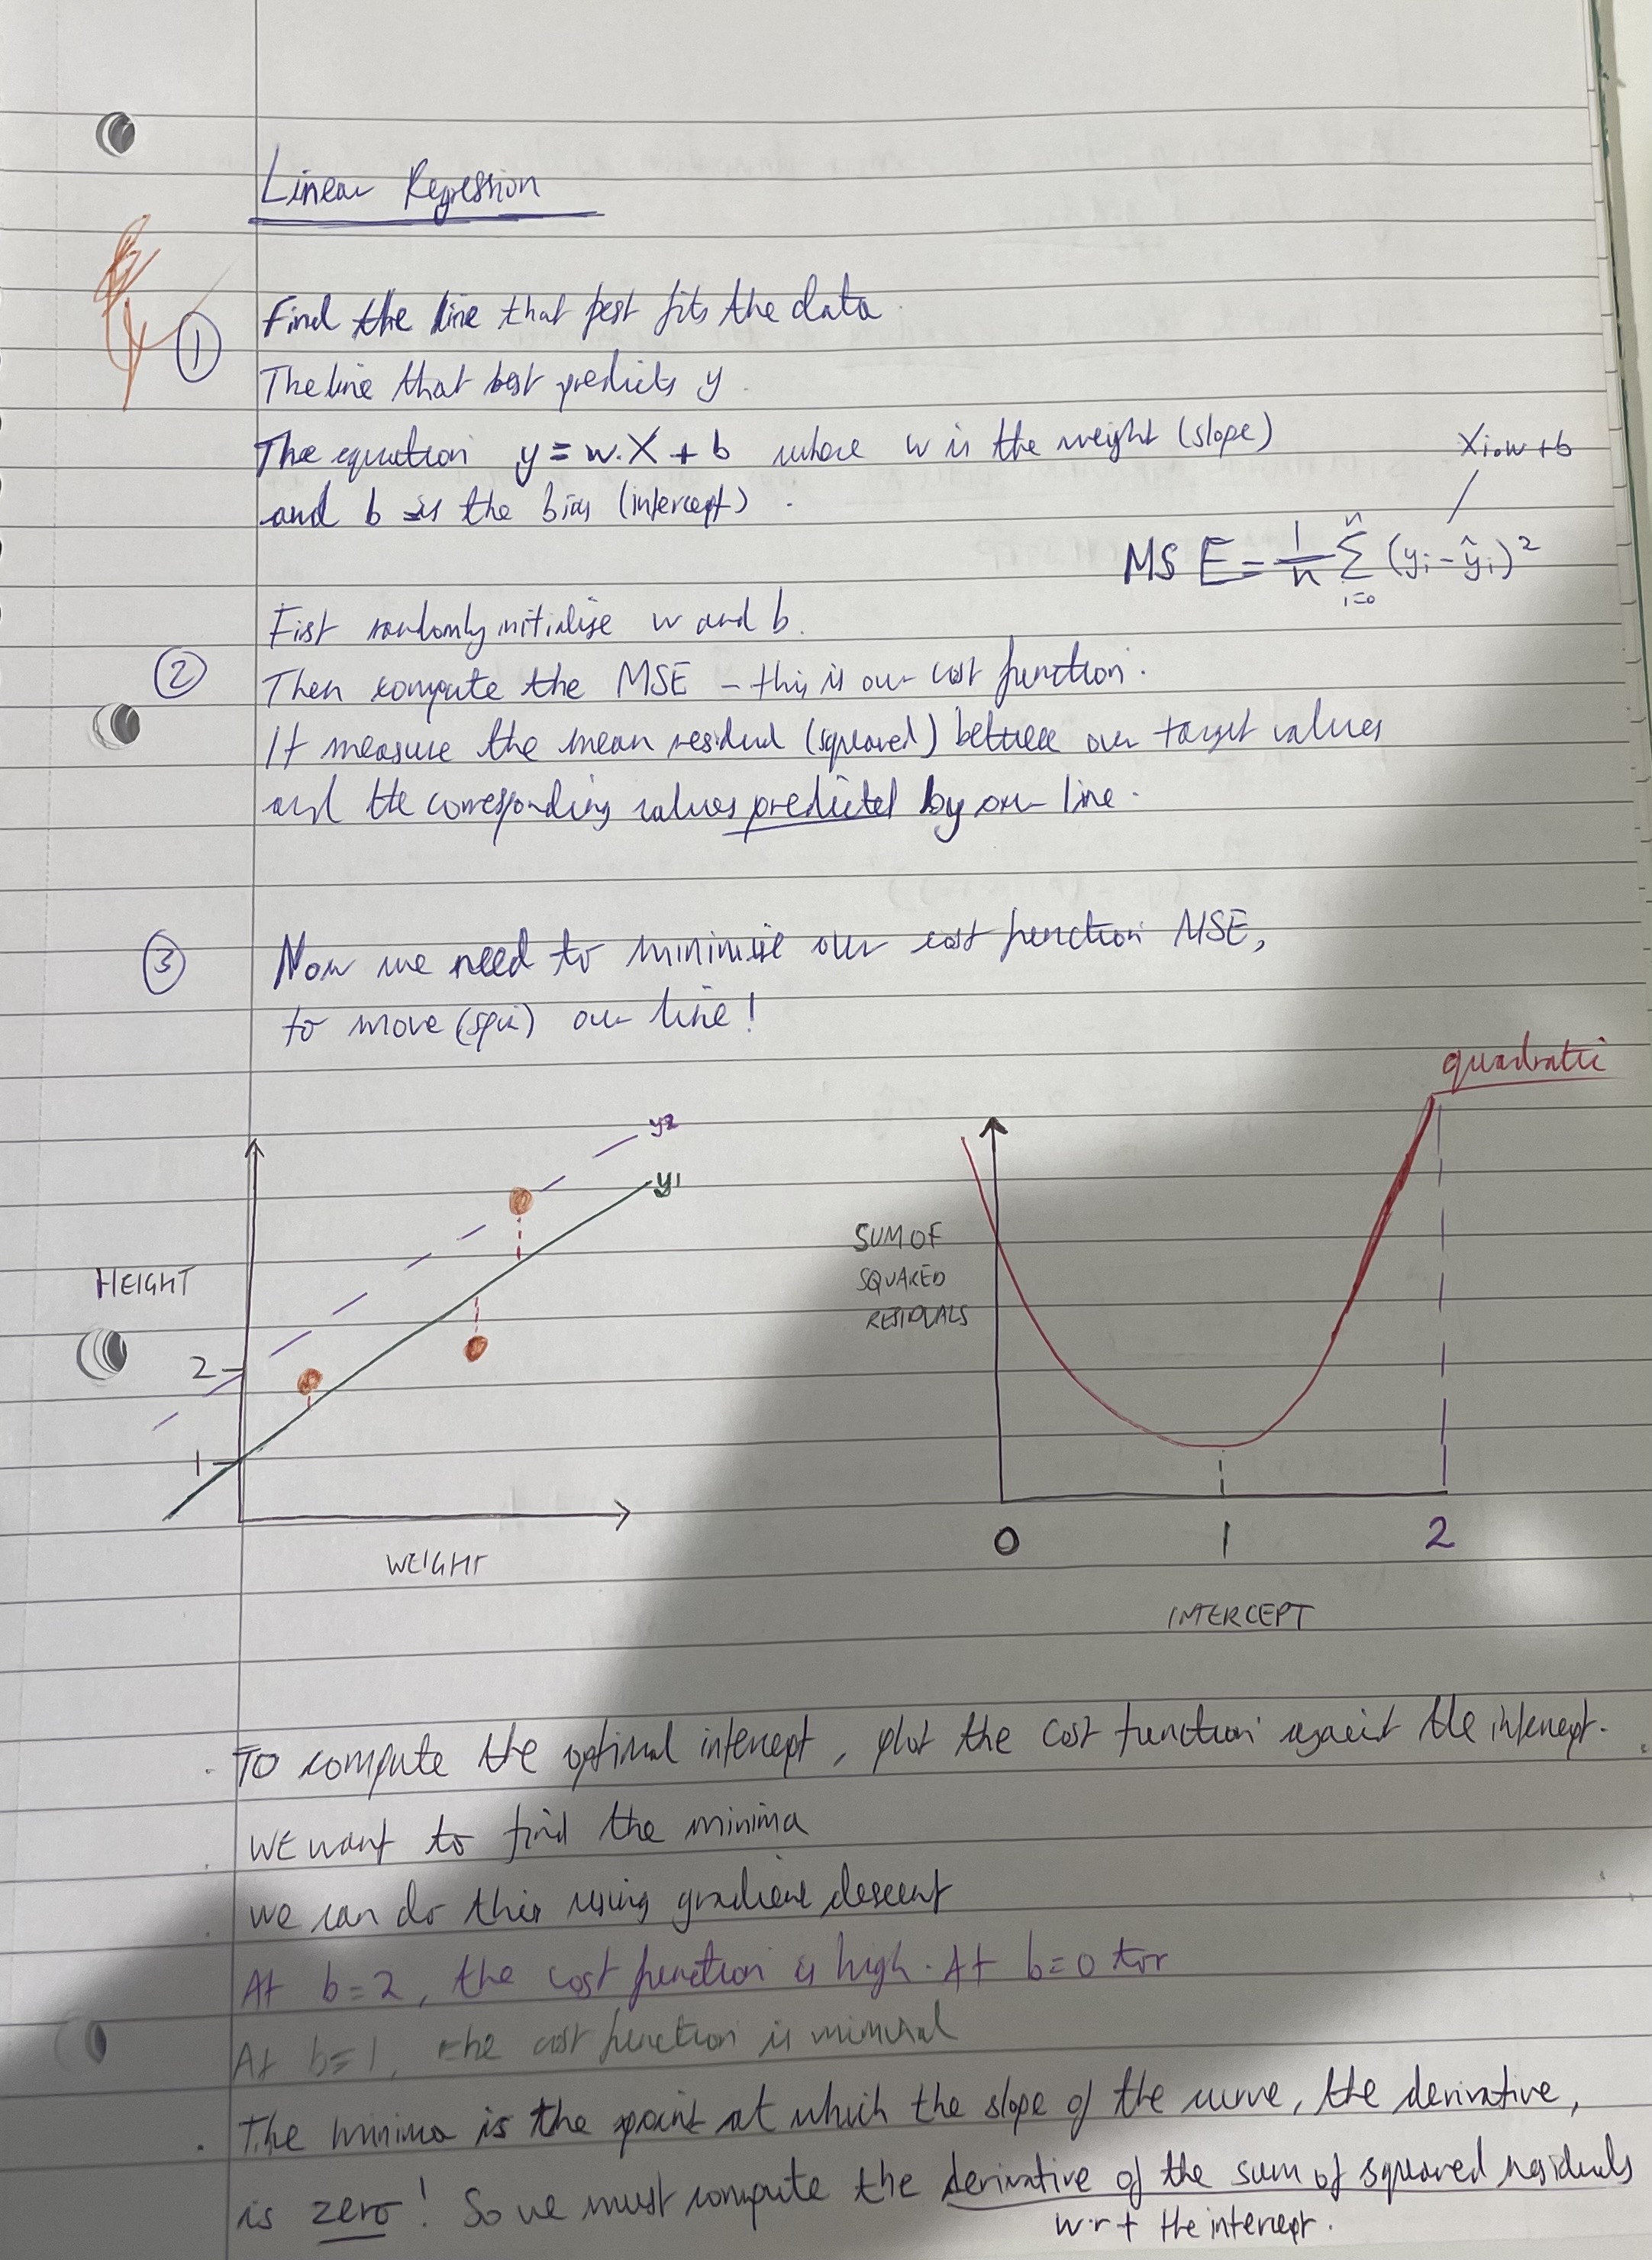 Linear Regression
① Find the line that best fits the data.
The line that best predicts y.
The equation y = w.X + b where w is the weight (slope)
and b is the bias (intercept).
Xi.w + b
MSE = 1/n Σ (yi - ŷi)²
n
i=0
First randomly initialise w and b.
② Then compute the MSE – this is our cost function.
It measure the mean residual (squared) between our target values
and the corresponding values predicted by our line.
③ Now we need to minimise our cost function MSE,
to move (spin) our line!
quadratic
y2
y1
HEIGHT
2
1
WEIGHT
SUM OF
SQUARED
RESIDUALS
0 1 2
INTERCEPT
. To compute the optimal intercept, plot the cost function against the intercept.
. WE want to find the minima
. we can do this using gradient descent
At b=2, the cost function is high. At b=0 too
At b=1, the cost function is minimal
. The minima is the point at which the slope of the curve, the derivative,
is zero! So we must compute the derivative of the sum of squared residuals
w.r.t the intercept.